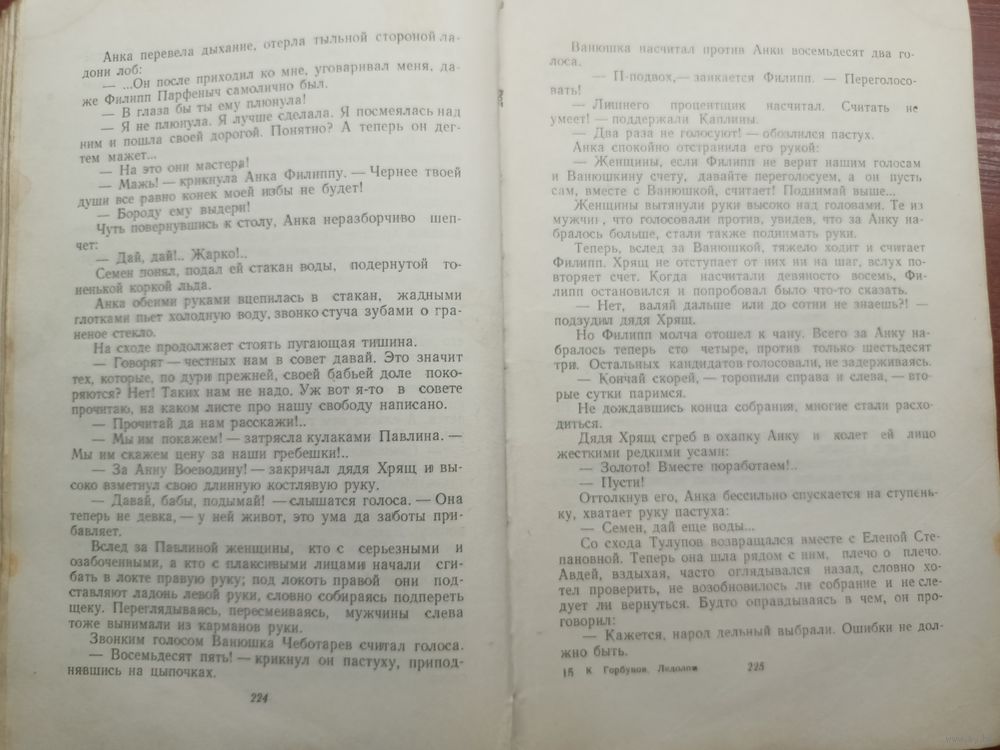 Анка перевела дыхание, отерла тыльной стороной ла-
дони лоб:
— ...Он после приходил ко мне, уговаривал меня, да-
же Филипп Парфеныч самолично был.
— В глаза бы ты ему плюнула!
— Я не плюнула. Я лучше сделала. Я посмеялась над
ним и пошла своей дорогой. Понятно? А теперь он дег-
тем мажет...
— На это они мастера!
— Мажь! — крикнула Анка Филиппу. — Чернее твоей
души все равно конек моей избы не будет!
— Бороду ему выдери!
Чуть повернувшись к столу, Анка неразборчиво шеп-
чет:
— Дай, дай!.. Жарко!..
Семен понял, подал ей стакан воды, подернутой то-
ненькой коркой льда.
Анка обеими руками вцепилась в стакан, жадными
глотками пьет холодную воду, звонко стуча зубами о гра-
неное стекло.
На сходе продолжает стоять пугающая тишина.
— Говорят — честных нам в совет давай. Это значит
тех, которые, по дури прежней, своей бабьей доле поко-
ряются? Нет! Таких нам не надо. Уж вот я-то в совете
прочитаю, на каком листе про нашу свободу написано.
— Прочитай да нам расскажи!..
— Мы им покажем! — затрясла кулаками Павлина. —
Мы им скажем цену за наши гребешки!..
— За Анну Воеводину! — закричал дядя Хрящ и вы-
соко взметнул свою длинную костлявую руку.
— Давай, бабы, подымай! — слышатся голоса. — Она
теперь не девка, — у ней живот, это ума да заботы при-
бавляет.
Вслед за Павлиной женщины, кто с серьезными и
озабоченными, а кто с плаксивыми лицами начали сги-
бать в локте правую руку; под локоть правой они под-
ставляют ладонь левой руки, словно собираясь подпереть
щеку. Переглядываясь, пересмеиваясь, мужчины слева
тоже вынимали из карманов руки.
Звонким голосом Ванюшка Чеботарев считал голоса.
— Восемьдесят пять! — крикнул он пастуху, припод-
нявшись на цыпочках.
224
Ванюшка насчитал против Анки восемьдесят два го-
лоса.
— П-подвох,— заикается Филипп. — Переголосо-
вать!
— Лишнего процентщик насчитал. Считать не
умеет! — поддержали Каплины.
— Два раза не голосуют! — обозлился пастух.
Анка спокойно отстранила его рукой:
— Женщины, если Филипп не верит нашим голосам
и Ванюшкину счету, давайте переголосуем, а он пусть
сам, вместе с Ванюшкой, считает! Поднимай выше...
Женщины вытянули руки высоко над головами. Те из
мужчин, что голосовали против, увидев, что за Анку на-
бралось больше, стали также поднимать руки.
Теперь, вслед за Ванюшкой, тяжело ходит и считает
Филипп. Хрящ не отступает от них ни на шаг, вслух по-
вторяет счет. Когда насчитали девяносто восемь, Фи-
липп остановился и попробовал было что-то сказать.
— Нет, валяй дальше или до сотни не знаешь?! —
подзудил дядя Хрящ.
Но Филипп молча отошел к чану. Всего за Анку на-
бралось теперь сто четыре, против только шестьдесят
три. Остальных кандидатов голосовали, не задерживаясь.
— Кончай скорей, — торопили справа и слева, — вто-
рые сутки паримся.
Не дождавшись конца собрания, многие стали расхо-
диться.
Дядя Хрящ сгреб в охапку Анку и колет ей лицо
жесткими редкими усами:
— Золото! Вместе поработаем!..
— Пусти!
Оттолкнув его, Анка бессильно спускается на ступень-
ку, хватает руку пастуха:
— Семен, дай еще воды...
Со схода Тулупов возвращался вместе с Еленой Сте-
пановной. Теперь она шла рядом с ним, плечо о плечо.
Авдей, вздыхая, часто оглядывался назад, словно хо-
тел проверить, не возобновилось ли собрание и не сле-
дует ли вернуться. Будто оправдываясь в чем, он про-
говорил:
— Кажется, народ дельный выбрали. Ошибки не дол-
жно быть.
15 К Горбунов. Ледолом 225